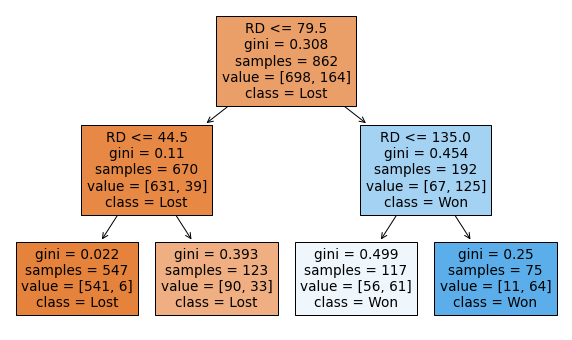 RD <= 79.5
gini = 0.308
samples = 862
value = [698, 164]
class = Lost
RD <= 44.5
gini = 0.11
samples = 670
value = [631, 39]
class = Lost
RD <= 135.0
gini = 0.454
samples = 192
value = [67, 125]
class = Won
gini = 0.022
samples = 547
value = [541, 6]
class = Lost
gini = 0.393
samples = 123
value = [90, 33]
class = Lost
gini = 0.499
samples = 117
value = [56, 61]
class = Won
gini = 0.25
samples = 75
value = [11, 64]
class = Won